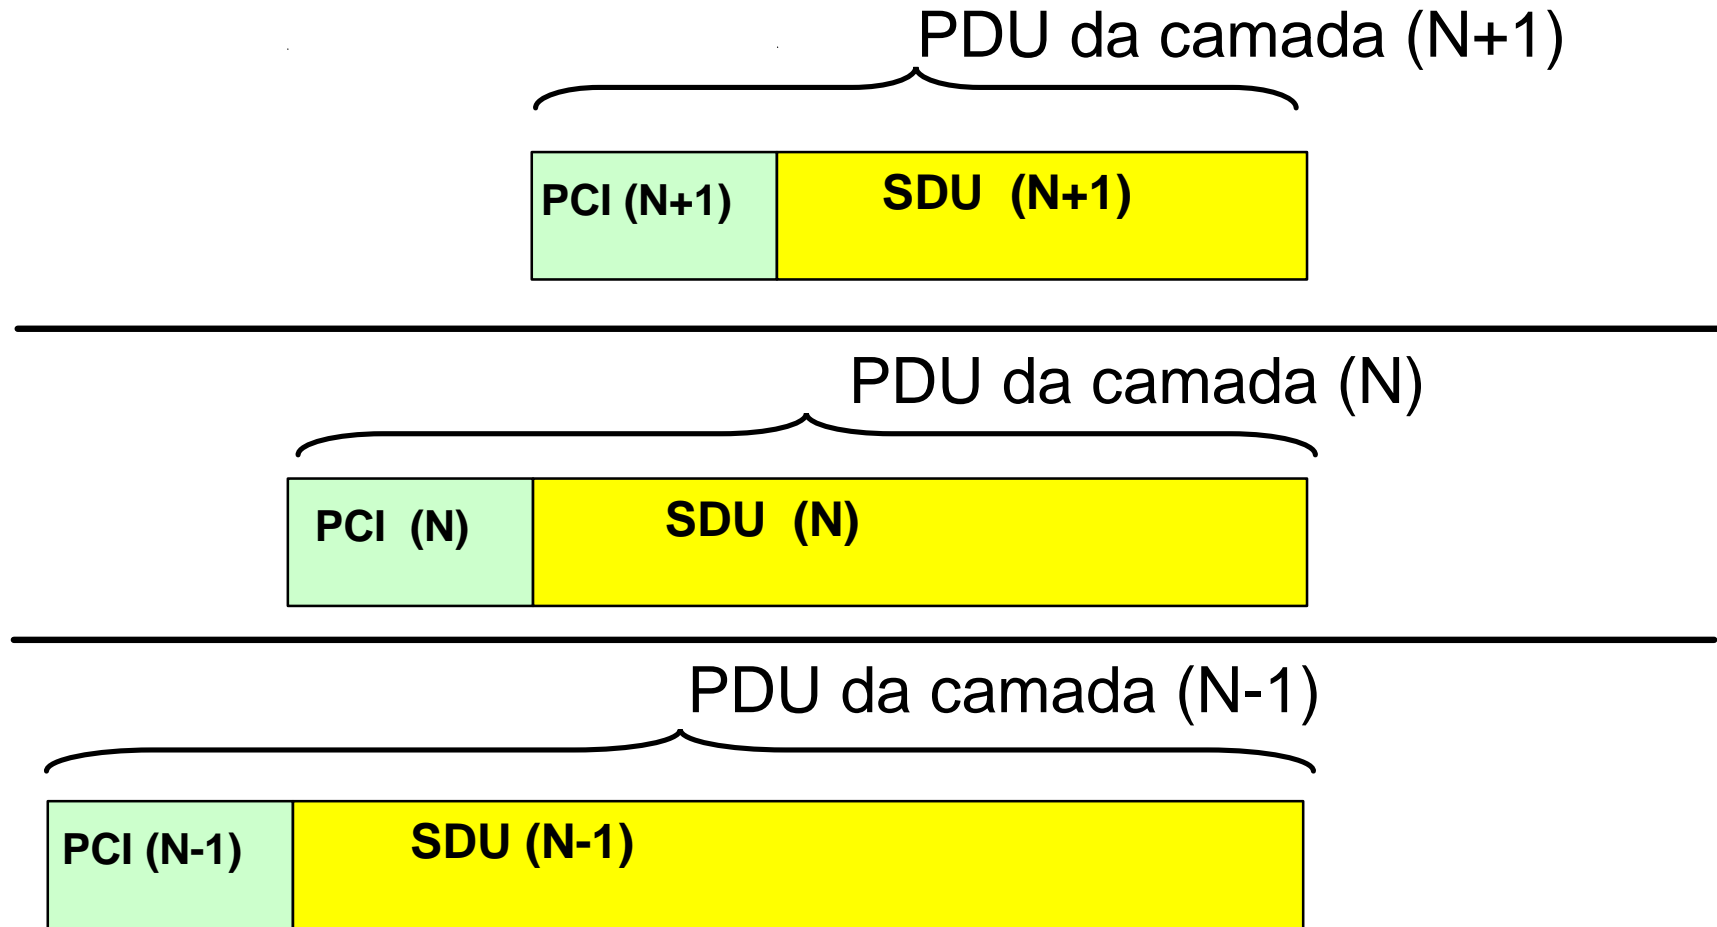 PDU da camada (N+1)
PCI (N+1) SDU (N+1)
PDU da camada (N)
PCI (N) SDU (N)
PDU da camada (N-1)
PCI (N-1) SDU (N-1)